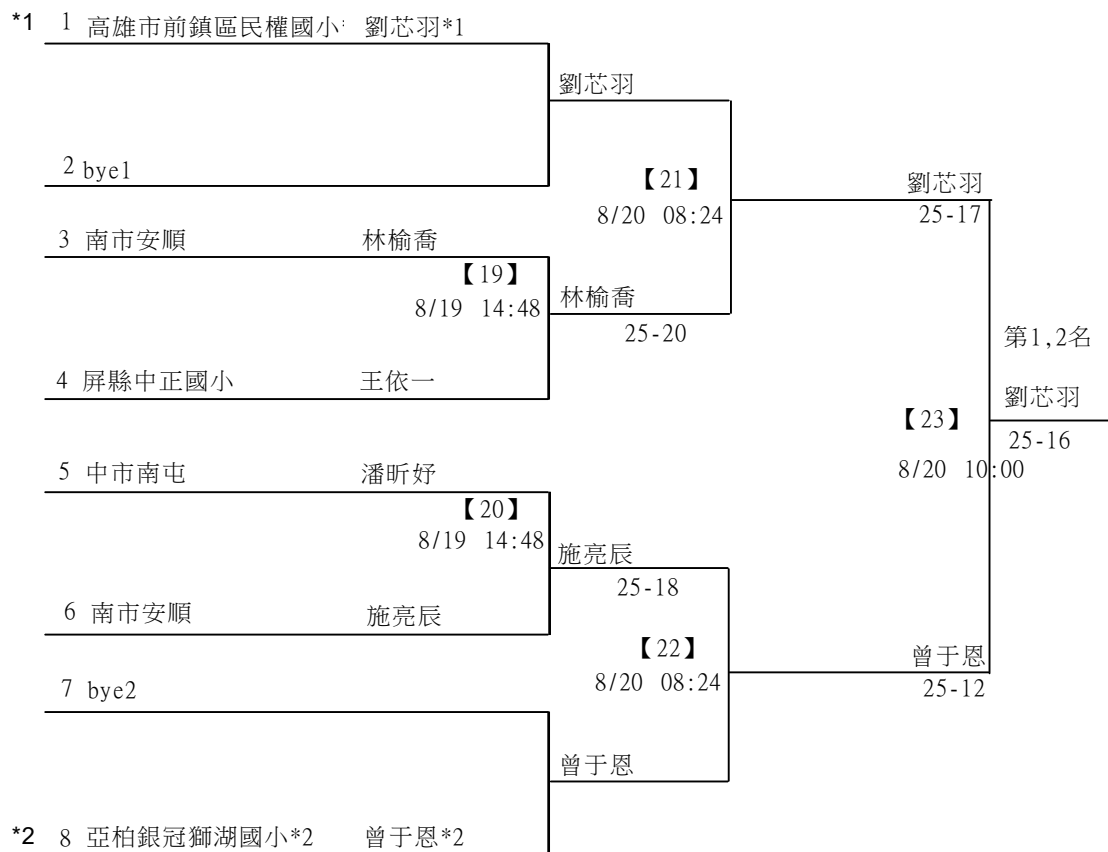 *1 1 高雄市前鎮區民權國小* 劉芯羽*1
劉芯羽
2 bye1
【21】
8/20 08:24
劉芯羽
25-17
3 南市安順 林榆喬
【19】
8/19 14:48
林榆喬
25-20
4 屏縣中正國小 王依一
第1,2名
劉芯羽
25-16
【23】
8/20 10:00
5 中市南屯 潘昕妤
【20】
8/19 14:48
施亮辰
25-18
6 南市安順 施亮辰
【22】
8/20 08:24
曾于恩
25-12
7 bye2
曾于恩
*2 8 亞柏銀冠獅湖國小*2 曾于恩*2